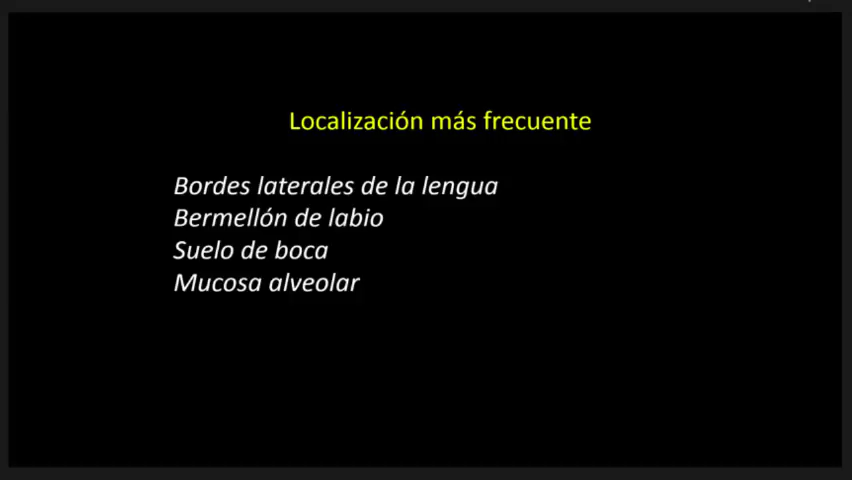 Localización más frecuente
Bordes laterales de la lengua
Bermellón de labio
Suelo de boca
Mucosa alveolar